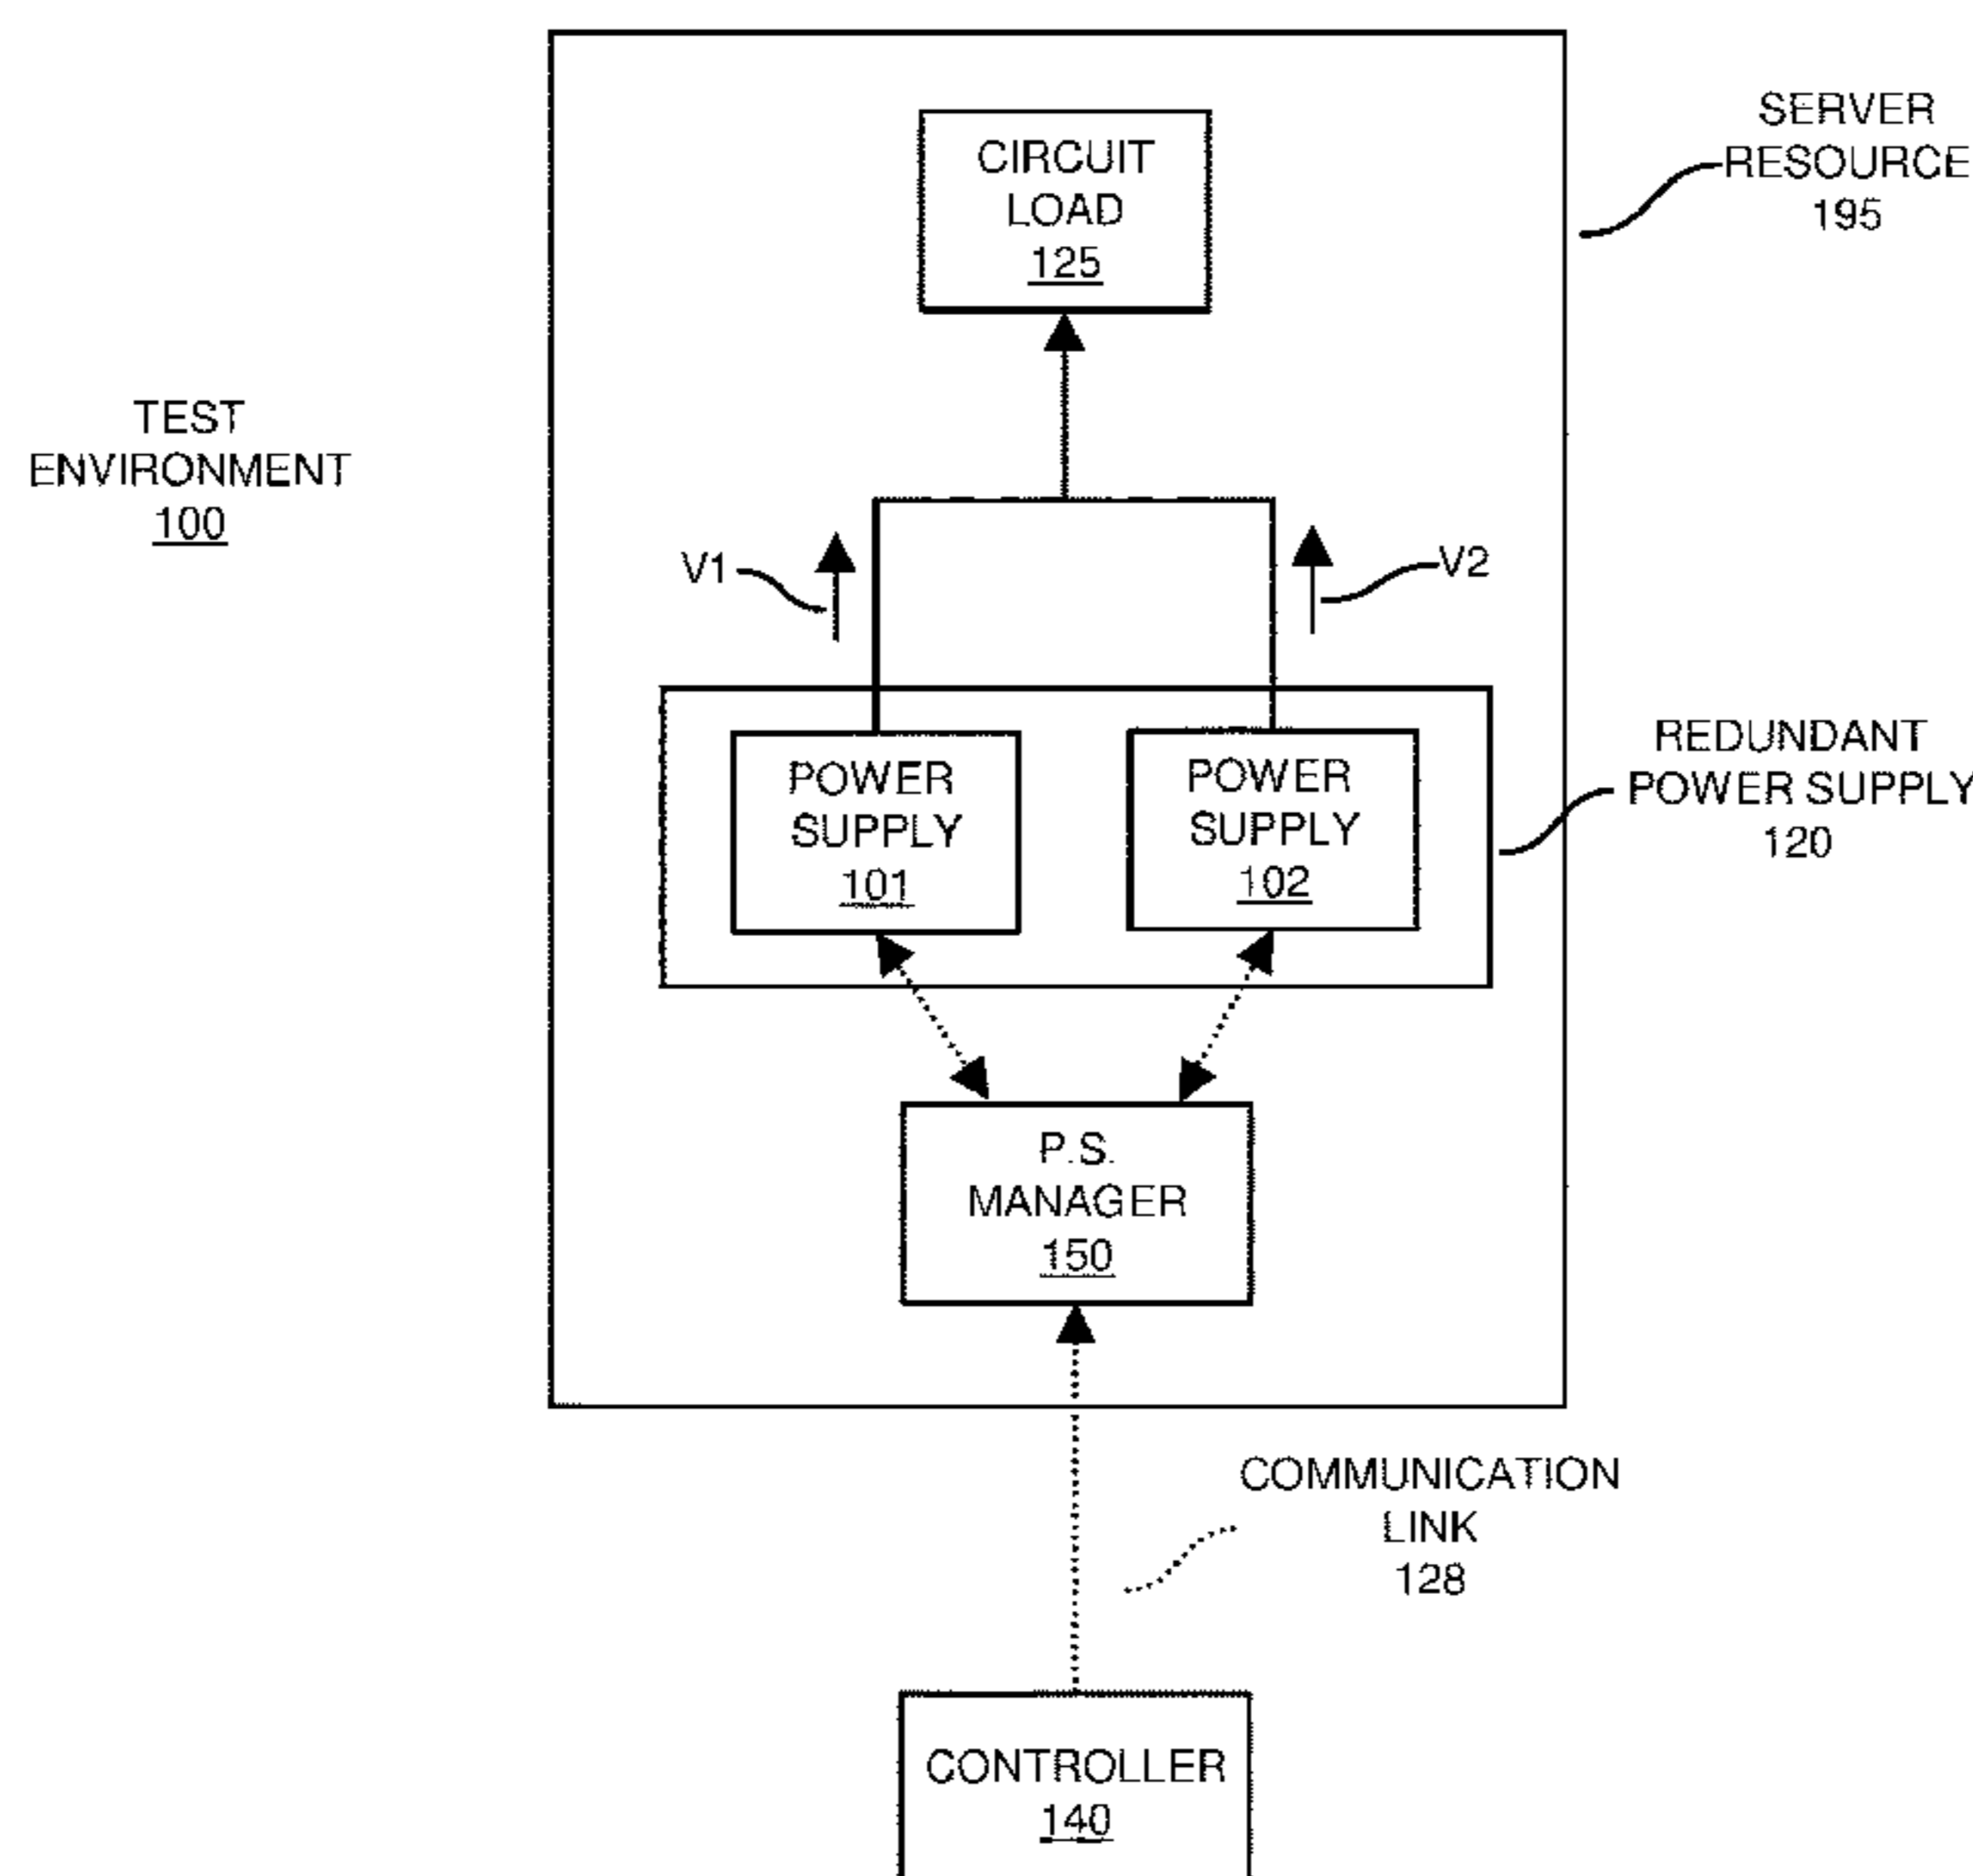 SERVER
RESOURCE
195
CIRCUIT
LOAD
125
TEST
ENVIRONMENT
100
V1
V2
REDUNDANT
POWER SUPPLY
120
POWER
SUPPLY
101
POWER
SUPPLY
102
P.S.
MANAGER
150
COMMUNICATION
LINK
128
CONTROLLER
140